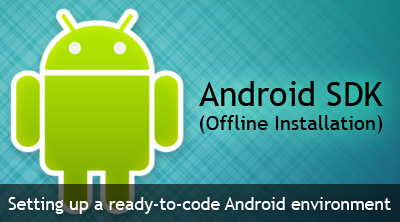 Android SDK
(Offline Installation)
Setting up a ready-to-code Android environment